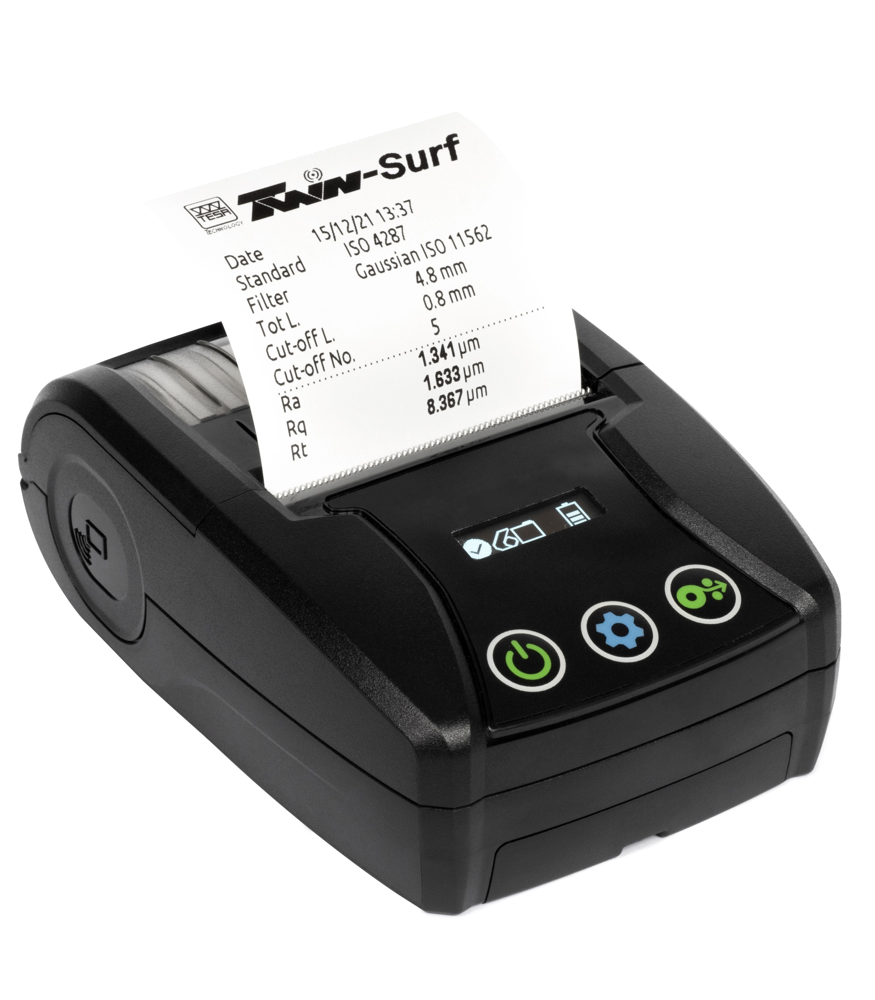 TESA
TECHNOLOGY
TWIN-Surf
Date 15/12/21 13:37
Standard ISO 4287
Filter Gaussian ISO 11562
Tot L. 4.8 mm
Cut-off L. 0.8 mm
Cut-off No. 5
Ra 1.341 µm
Rq 1.633 µm
Rt 8.367 µm